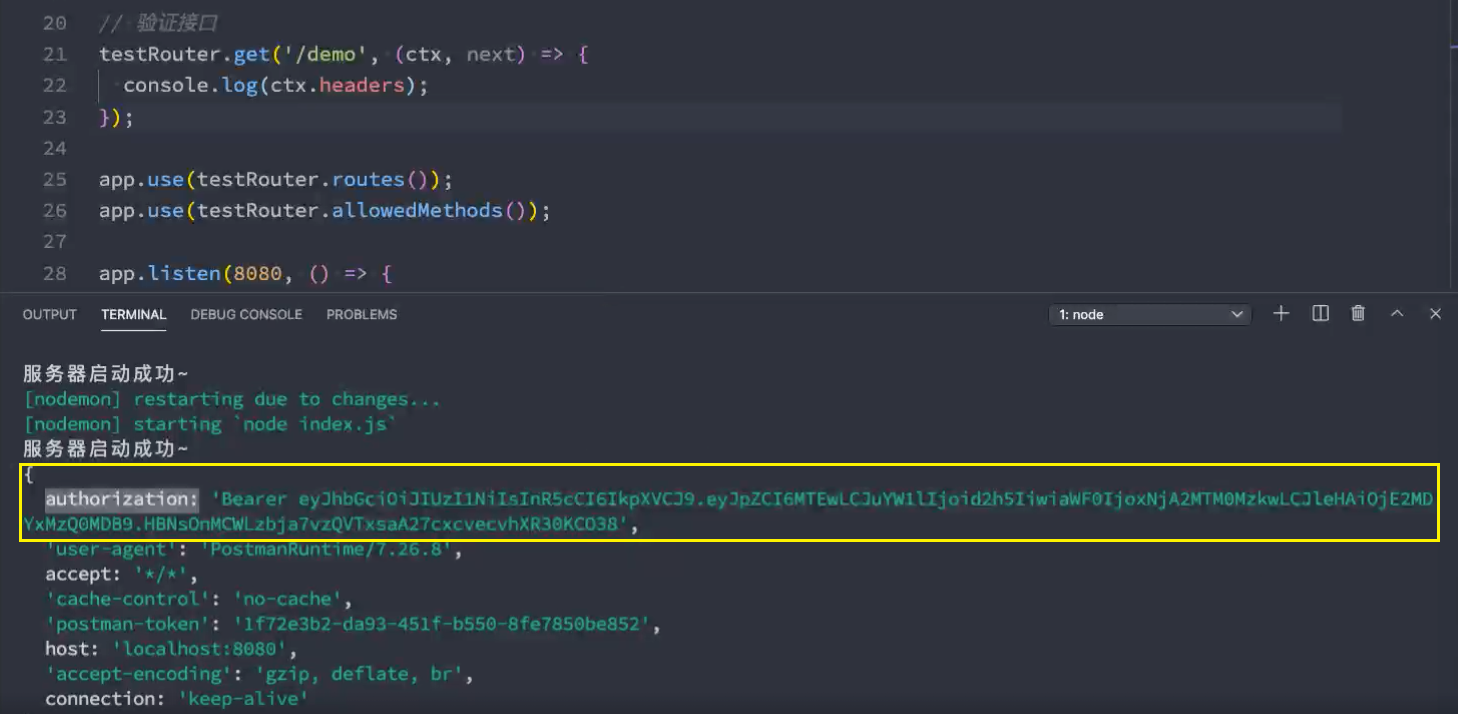 20 // 验证接口
21 testRouter.get('/demo', (ctx, next) => {
22 console.log(ctx.headers);
23 });
24
25 app.use(testRouter.routes());
26 app.use(testRouter.allowedMethods());
27
28 app.listen(8080, () => {
OUTPUT TERMINAL DEBUG CONSOLE PROBLEMS 1: node
服务器启动成功~
[nodemon] restarting due to changes...
[nodemon] starting `node index.js`
服务器启动成功~
{
authorization: 'Bearer eyJhbGciOiJIUzI1NiIsInR5cCI6IkpXVCJ9.eyJpZCI6MTEwLCJuYW1lIjoid2h5IiwiaWF0IjoxNjA2MTM0MzkwLCJleHAiOjE2MD
YxMzQ0MDB9.HBNsOnMCWLzbja7vzQVTxsaA27cxcvecvhXR30KCO38',
'user-agent': 'PostmanRuntime/7.26.8',
accept: '*/*',
'cache-control': 'no-cache',
'postman-token': '1f72e3b2-da93-451f-b550-8fe7850be852',
host: 'localhost:8080',
'accept-encoding': 'gzip, deflate, br',
connection: 'keep-alive'